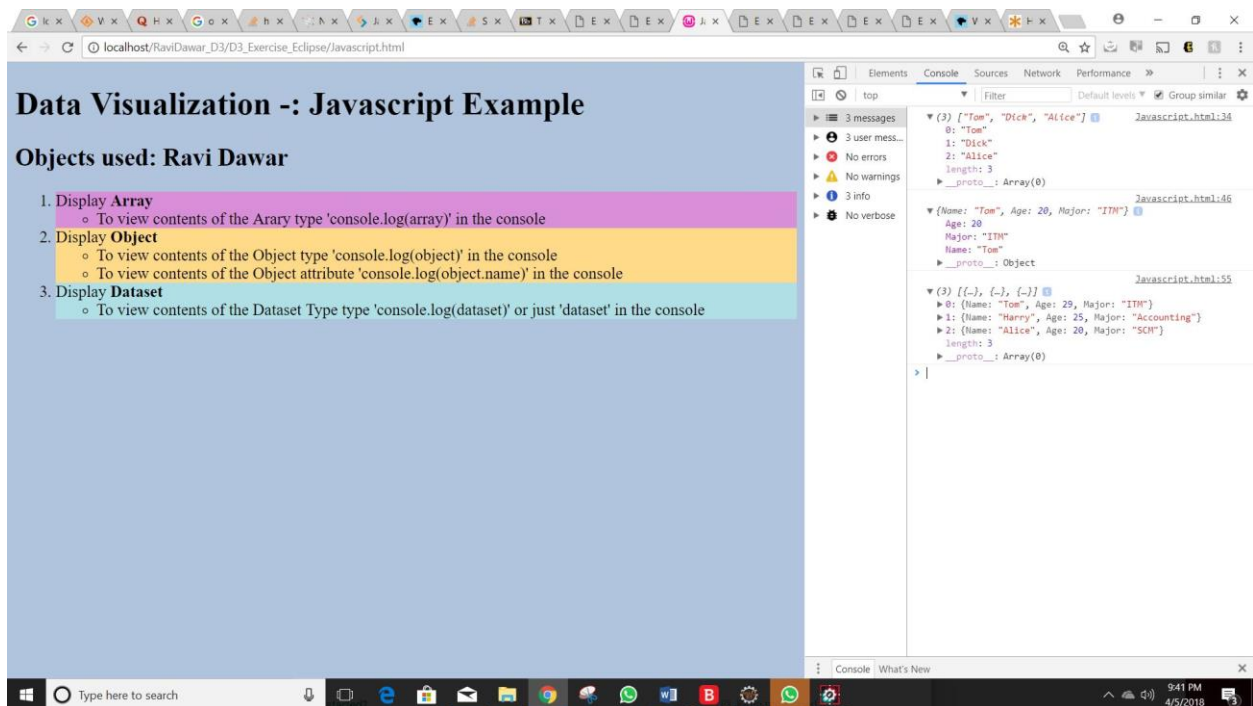 G k x V x Q H x G o x h x N x J x E x S x T x E x E x J x E x E x E x E x V x H x
localhost/RaviDawar_D3/D3_Exercise_Eclipse/Javascript.html
Data Visualization -: Javascript Example
Objects used: Ravi Dawar
1. Display Array
To view contents of the Arary type 'console.log(array)' in the console
2. Display Object
To view contents of the Object type 'console.log(object)' in the console
To view contents of the Object attribute 'console.log(object.name)' in the console
3. Display Dataset
To view contents of the Dataset Type type 'console.log(dataset)' or just 'dataset' in the console
Elements Console Sources Network Performance »
top Filter Default levels Group similar
3 messages
3 user mess...
No errors
No warnings
3 info
No verbose
(3) ["Tom", "Dick", "Alice"] Javascript.html:34
0: "Tom"
1: "Dick"
2: "Alice"
length: 3
__proto__: Array(0)
Javascript.html:46
{Name: "Tom", Age: 20, Major: "ITM"}
Age: 20
Major: "ITM"
Name: "Tom"
__proto__: Object
Javascript.html:55
(3) [{…}, {…}, {…}]
0: {Name: "Tom", Age: 29, Major: "ITM"}
1: {Name: "Harry", Age: 25, Major: "Accounting"}
2: {Name: "Alice", Age: 20, Major: "SCM"}
length: 3
__proto__: Array(0)
>
Console What's New
Type here to search
9:41 PM
4/5/2018